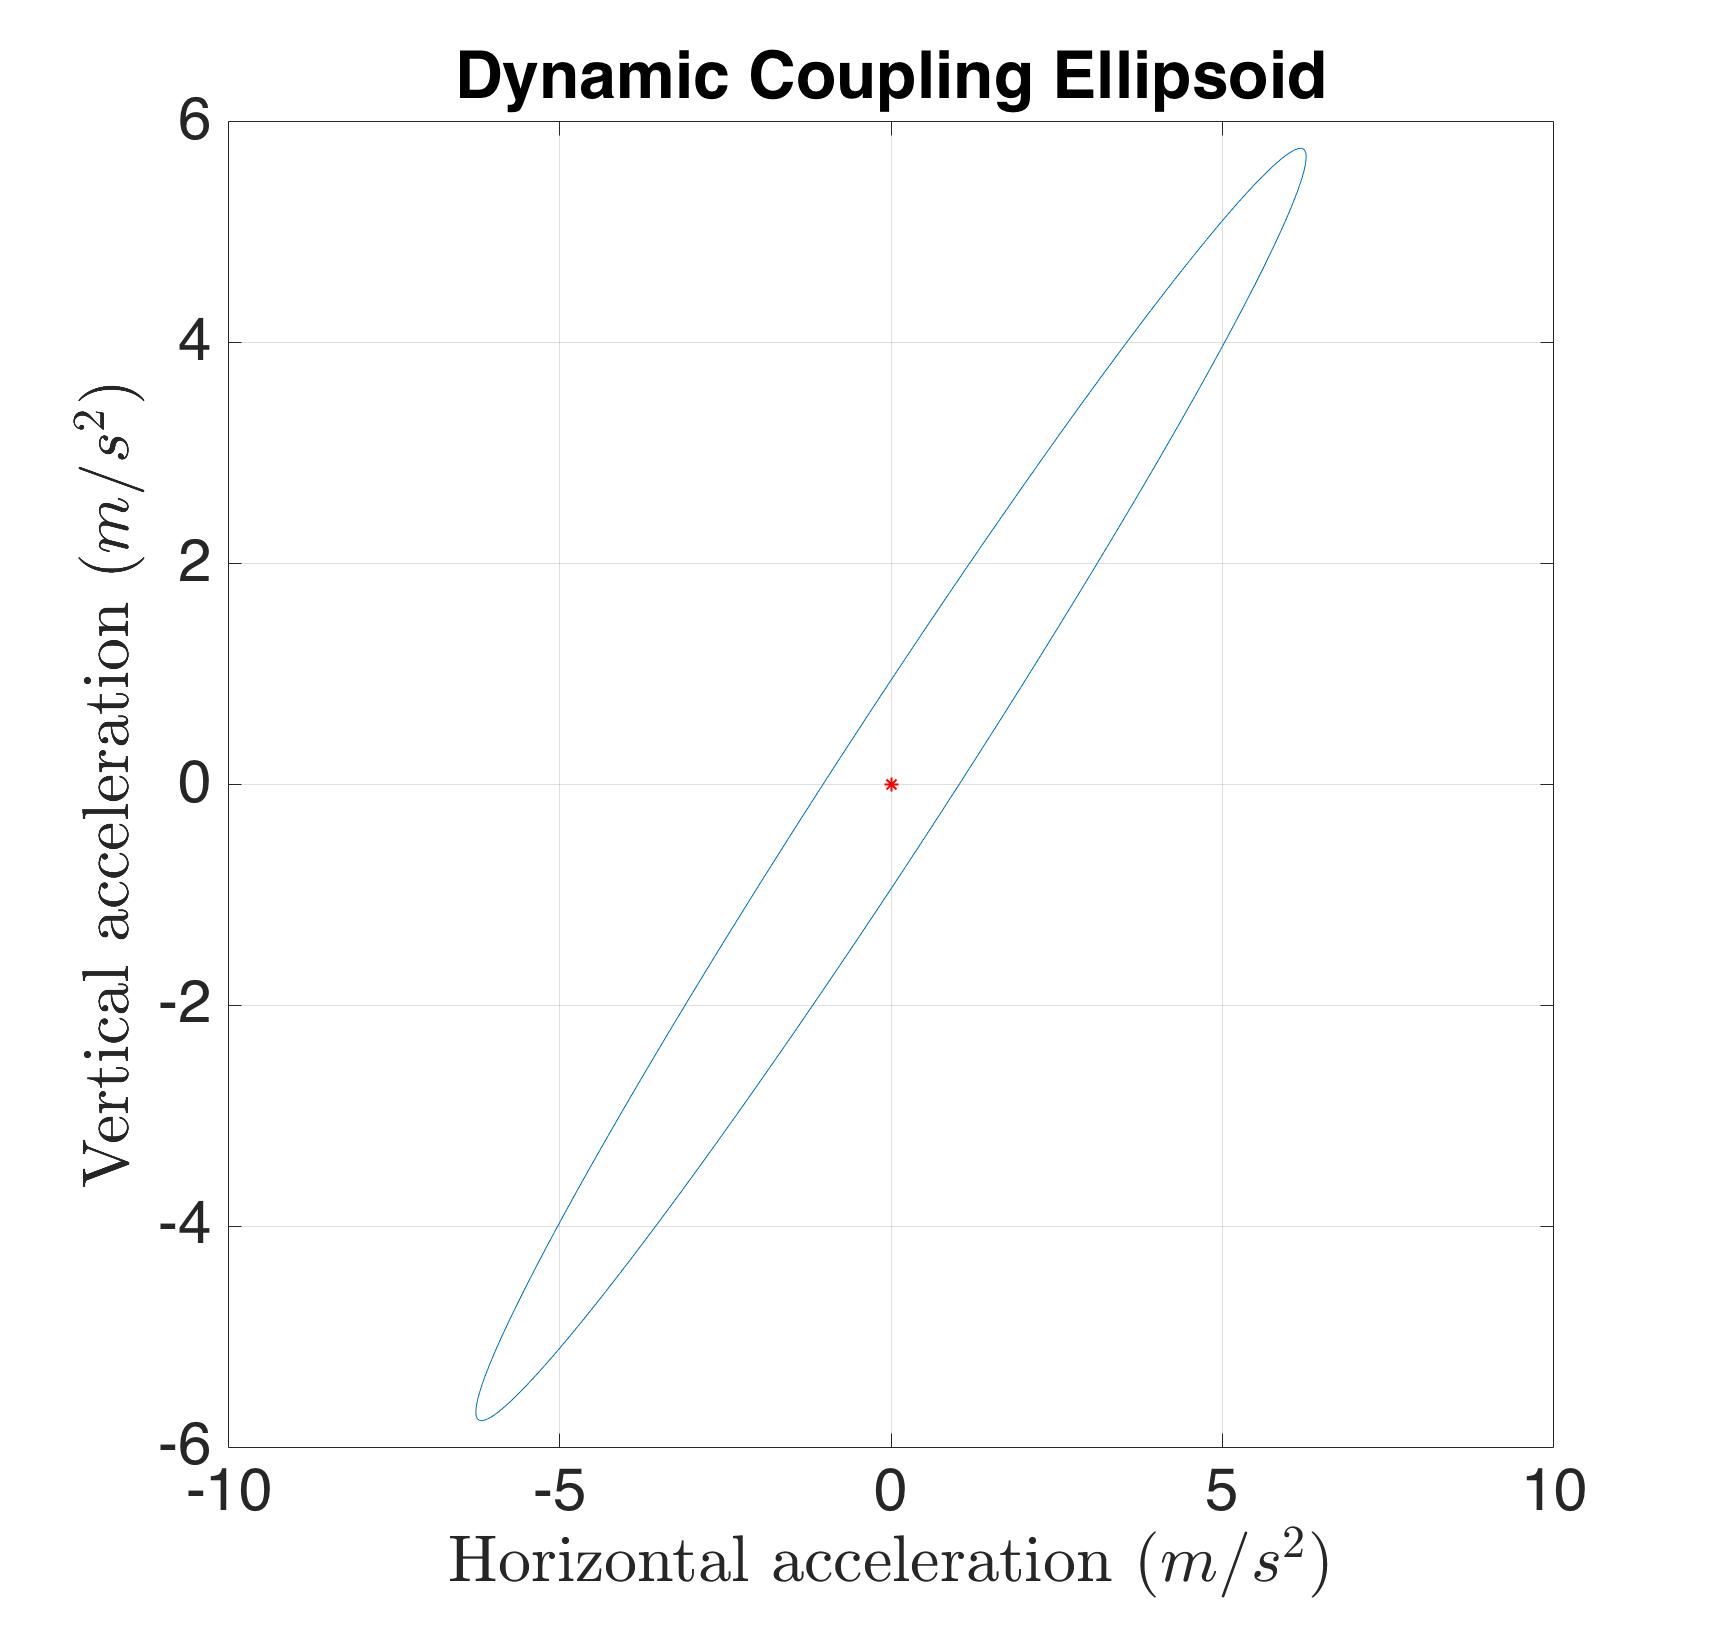 Dynamic Coupling Ellipsoid
6
4
2
0
-2
-4
-6
Vertical acceleration (m/s²)
-10 -5 0 5 10
Horizontal acceleration (m/s²)